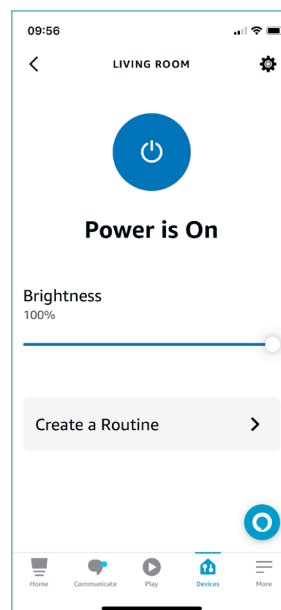 09:56
LIVING ROOM
Power is On
Brightness
100%
Create a Routine
Home Communicate Play Devices More